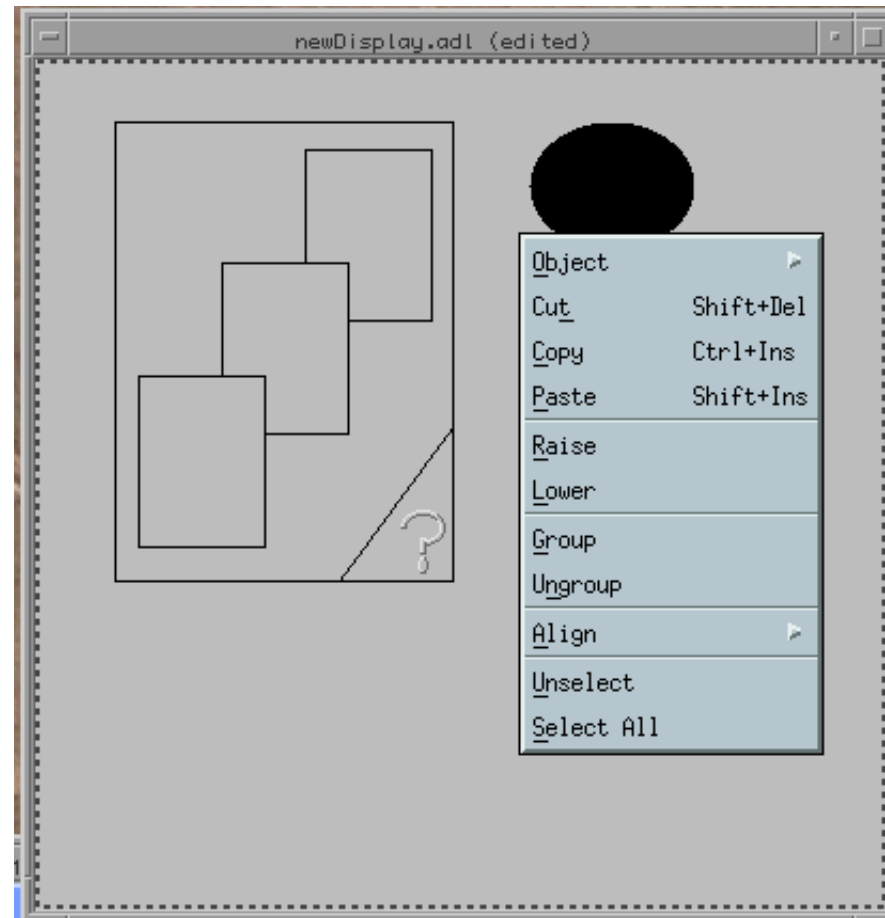 newDisplay.adl (edited)
?
Object
Cut Shift+Del
Copy Ctrl+Ins
Paste Shift+Ins
Raise
Lower
Group
Ungroup
Align
Unselect
Select All